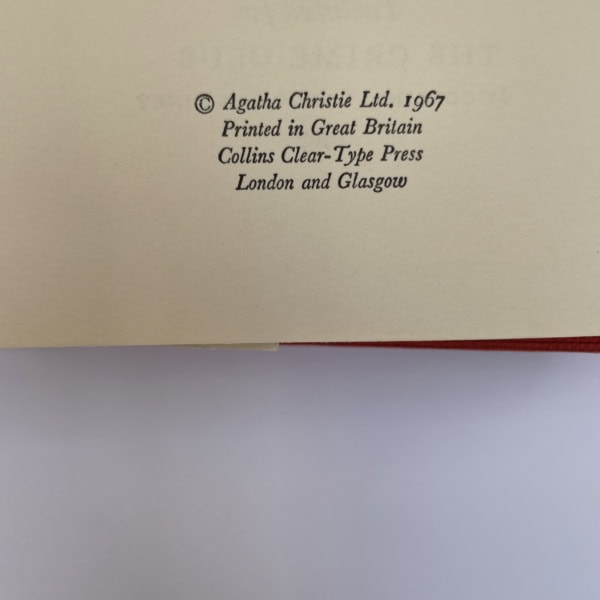 © Agatha Christie Ltd. 1967
Printed in Great Britain
Collins Clear-Type Press
London and Glasgow